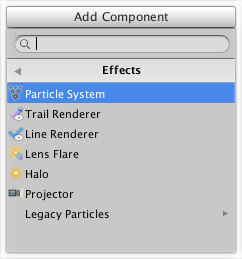 Add Component
Effects
Particle System
Trail Renderer
Line Renderer
Lens Flare
Halo
Projector
Legacy Particles